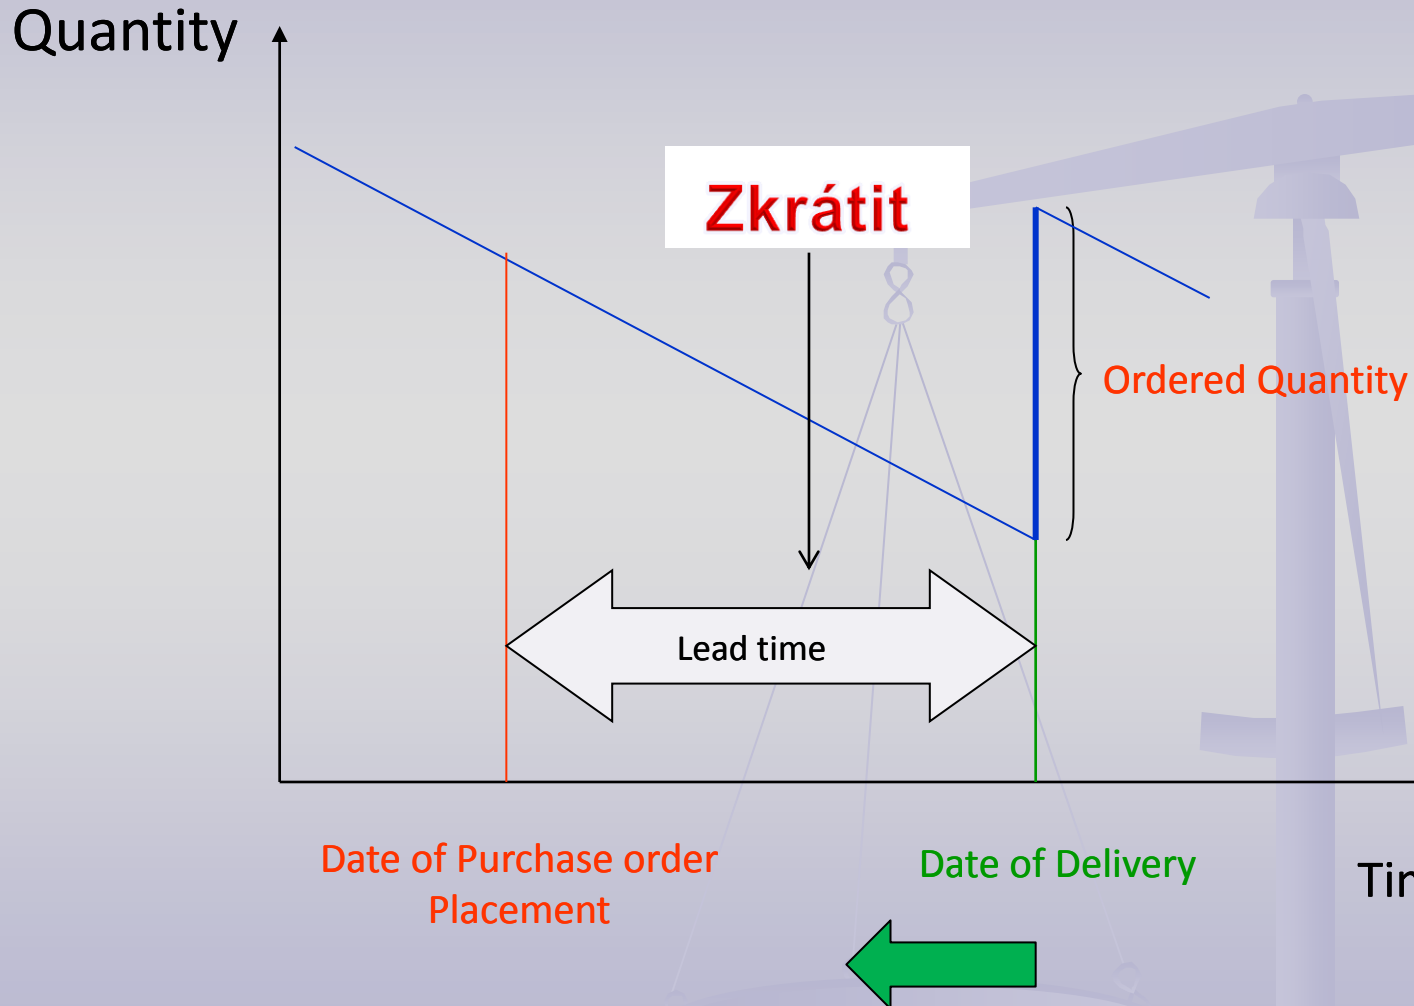 Quantity
Zkrátit
Ordered Quantity
Lead time
Date of Purchase order
Placement
Date of Delivery